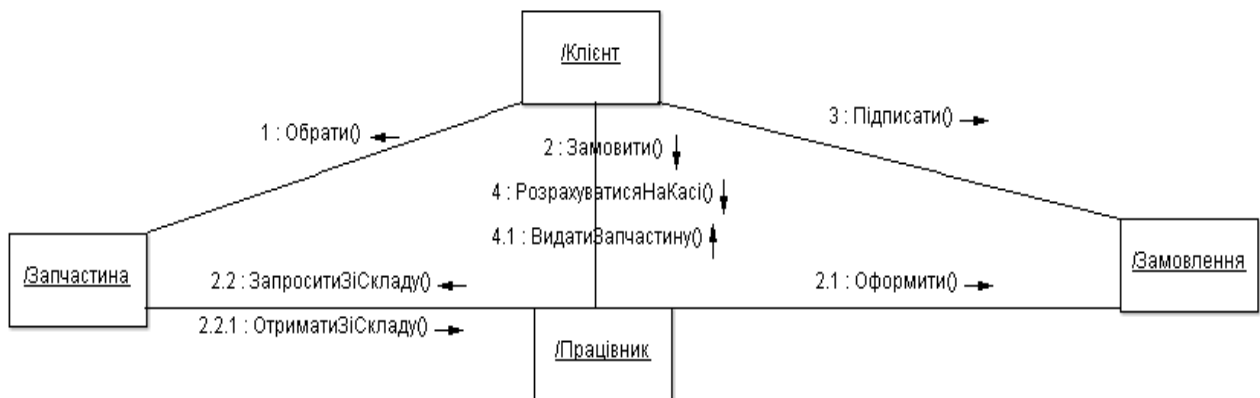 /Клієнт
3 : Підписати()
1 : Обрати()
2 : Замовити()
4 : РозрахуватисяНаКасі()
4.1 : ВидатиЗапчастину()
/Запчастина
/Замовлення
2.2 : ЗапроситиЗіСкладу()
2.1 : Оформити()
2.2.1 : ОтриматиЗіСкладу()
/Працівник